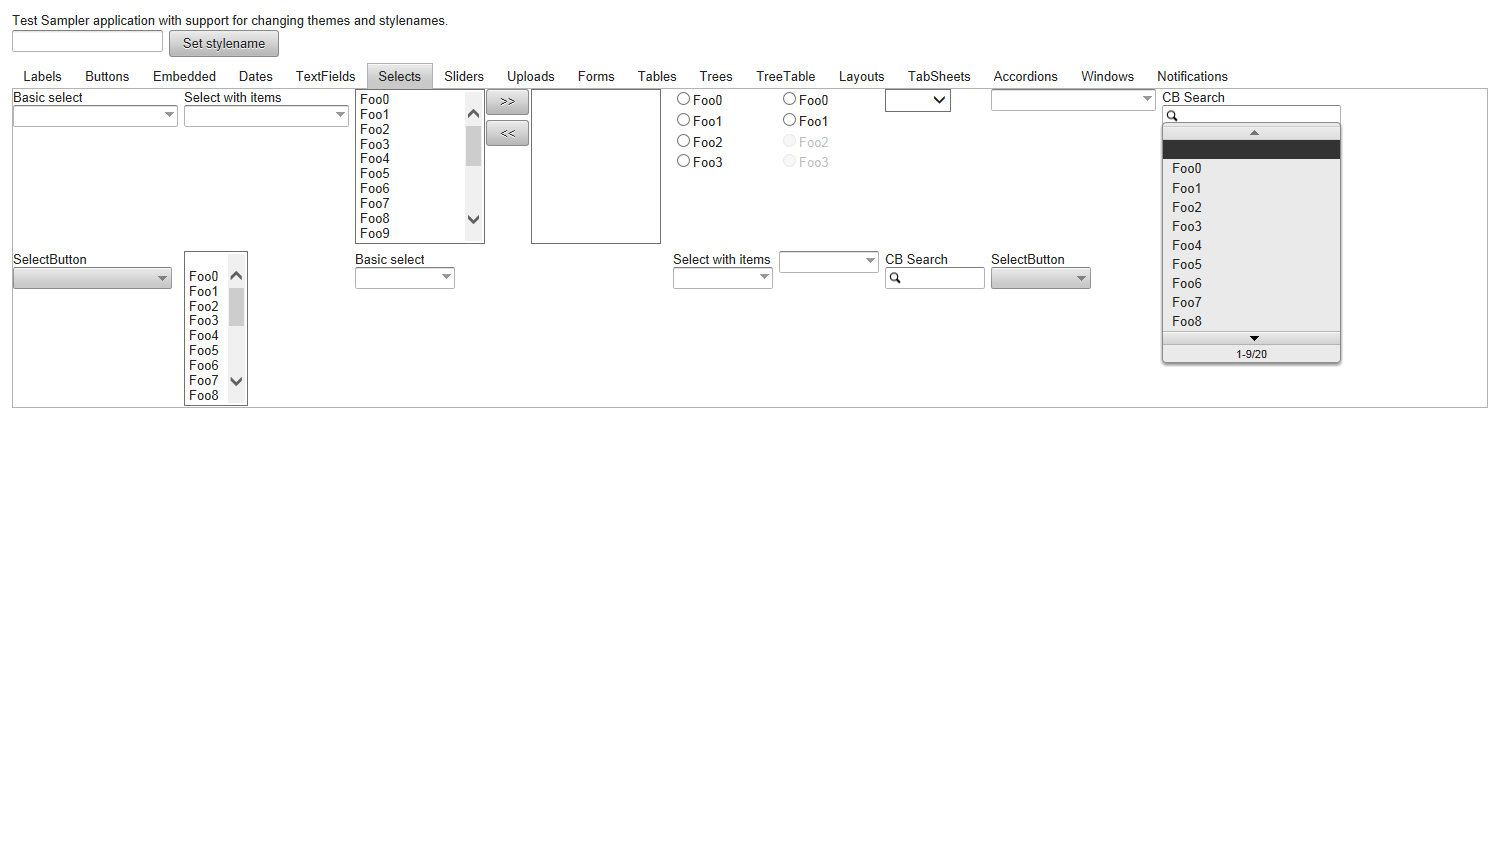 Test Sampler application with support for changing themes and stylenames.
Set stylename
Labels Buttons Embedded Dates TextFields Selects Sliders Uploads Forms Tables Trees TreeTable Layouts TabSheets Accordions Windows Notifications
Basic select
Select with items
Foo0
Foo1
Foo2
Foo3
Foo4
Foo5
Foo6
Foo7
Foo8
Foo9
>>
<<
Foo0
Foo1
Foo2
Foo3
Foo0
Foo1
Foo2
Foo3
CB Search
Foo0
Foo1
Foo2
Foo3
Foo4
Foo5
Foo6
Foo7
Foo8
1-9/20
SelectButton
Foo0
Foo1
Foo2
Foo3
Foo4
Foo5
Foo6
Foo7
Foo8
Basic select
Select with items
CB Search
SelectButton